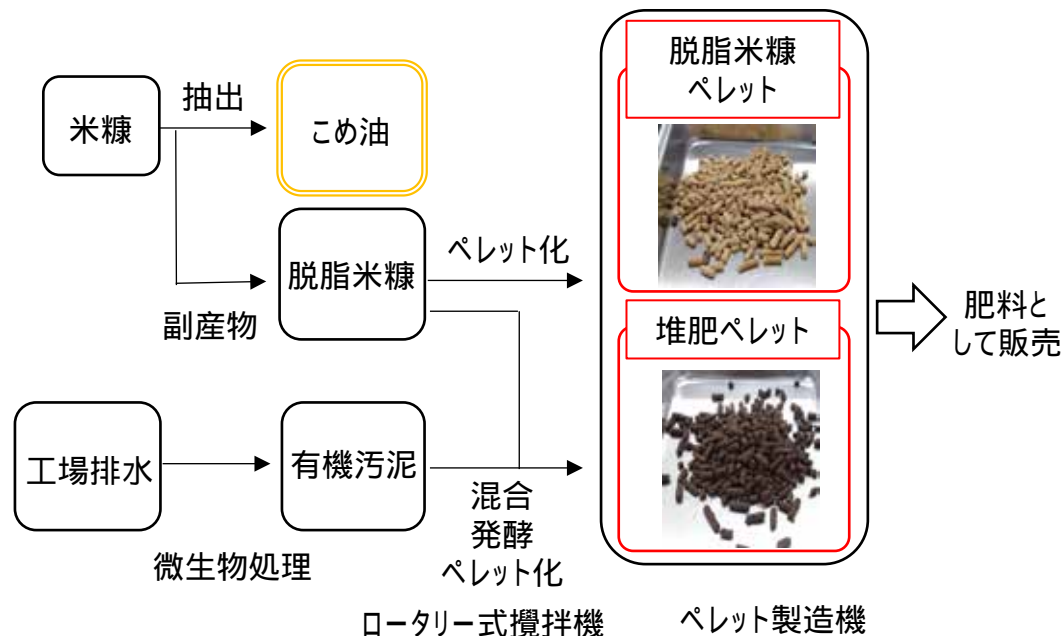 米糠
抽出
こめ油
脱脂米糠
ペレット
脱脂米糠
ペレット化
副産物
堆肥ペレット
肥料と
して販売
工場排水
有機汚泥
混合
発酵
ペレット化
微生物処理
ロータリー式攪拌機
ペレット製造機